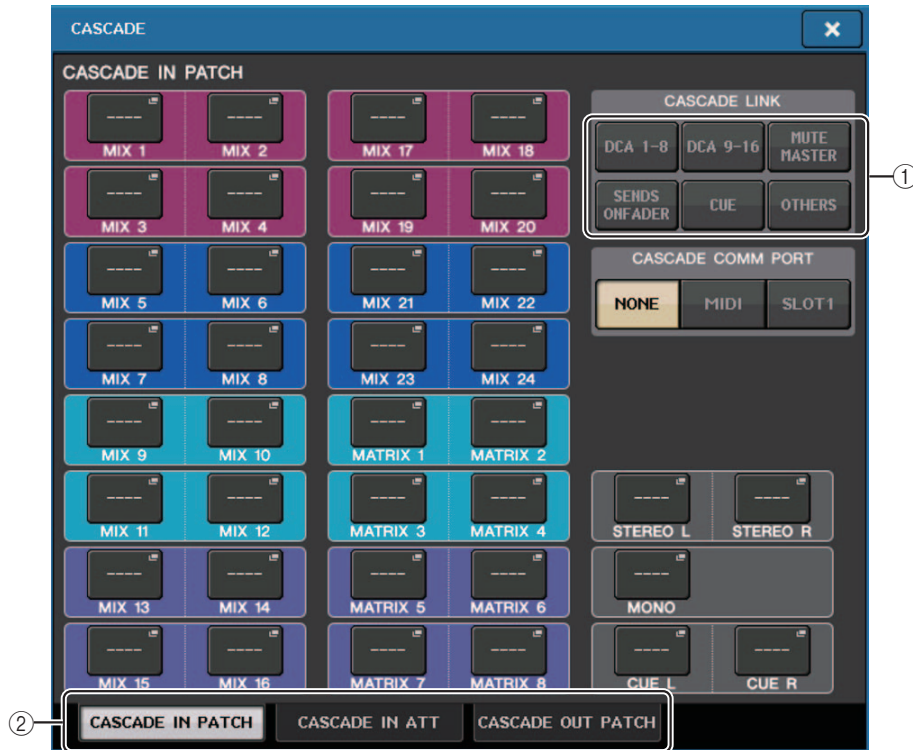 CASCADE
×
CASCADE IN PATCH
---- ---- ---- ----
MIX 1 MIX 2 MIX 17 MIX 18
---- ---- ---- ----
MIX 3 MIX 4 MIX 19 MIX 20
---- ---- ---- ----
MIX 5 MIX 6 MIX 21 MIX 22
---- ---- ---- ----
MIX 7 MIX 8 MIX 23 MIX 24
---- ---- ---- ----
MIX 9 MIX 10 MATRIX 1 MATRIX 2
---- ---- ---- ----
MIX 11 MIX 12 MATRIX 3 MATRIX 4
---- ---- ---- ----
MIX 13 MIX 14 MATRIX 5 MATRIX 6
---- ---- ---- ----
MIX 15 MIX 16 MATRIX 7 MATRIX 8
CASCADE LINK
DCA 1-8 DCA 9-16 MUTE
MASTER
SENDS
ONFADER CUE OTHERS
①
CASCADE COMM PORT
NONE MIDI SLOT1
---- ----
STEREO L STEREO R
----
MONO
---- ----
CUE L CUE R
②
CASCADE IN PATCH CASCADE IN ATT CASCADE OUT PATCH